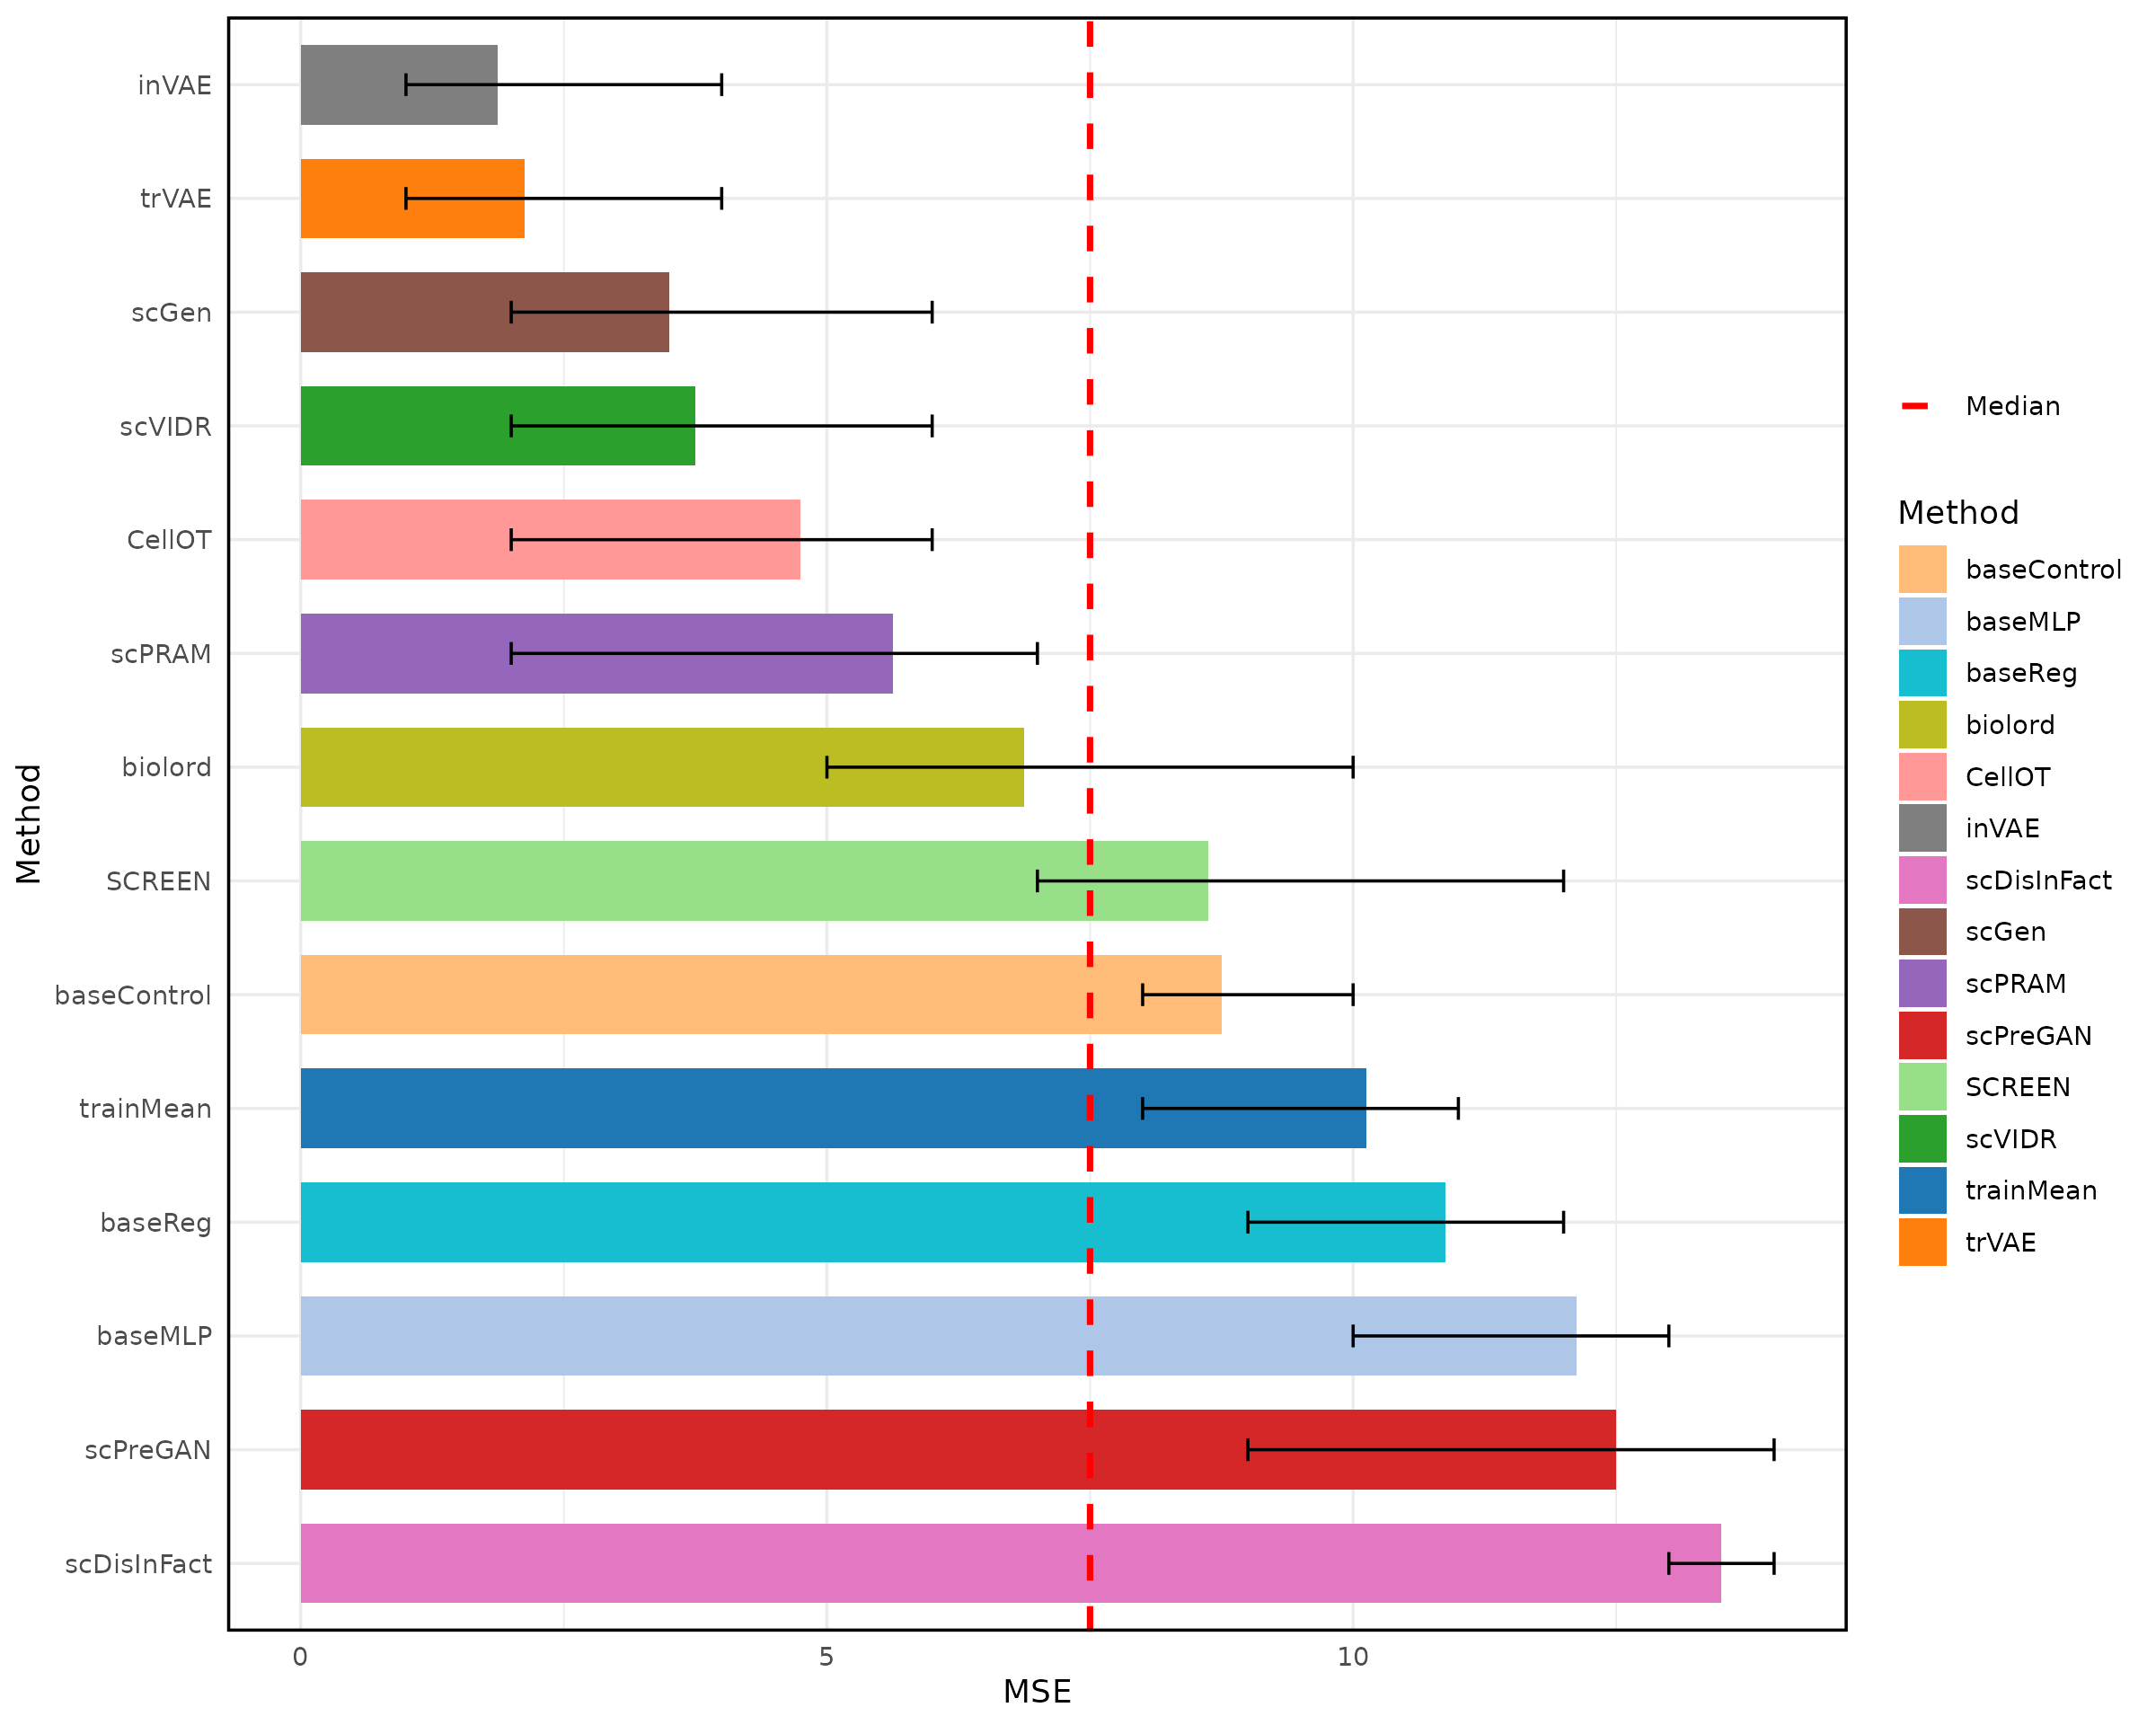 inVAE
trVAE
scGen
scVIDR
CellOT
scPRAM
biolord
SCREEN
baseControl
trainMean
baseReg
baseMLP
scPreGAN
scDisInFact
Method
0
5
10
MSE
Median
Method
baseControl
baseMLP
baseReg
biolord
CellOT
inVAE
scDisInFact
scGen
scPRAM
scPreGAN
SCREEN
scVIDR
trainMean
trVAE